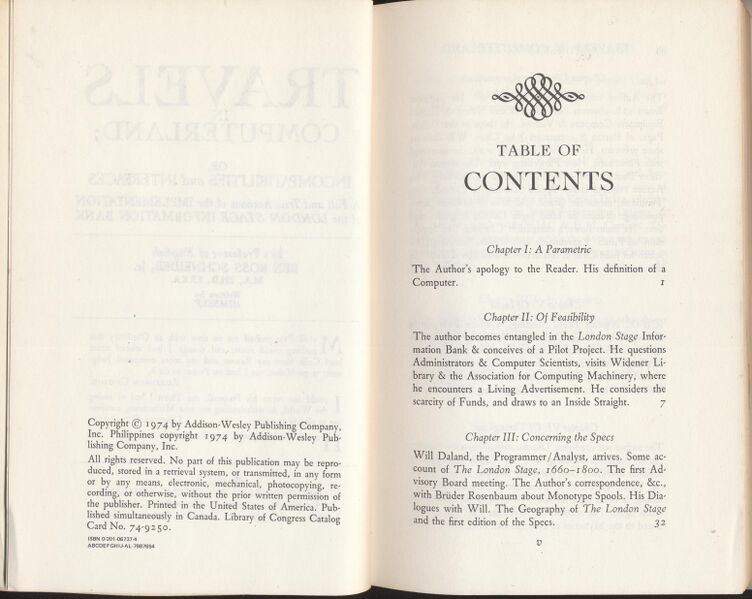 Copyright © 1974 by Addison-Wesley Publishing Company,
Inc. Philippines copyright 1974 by Addison-Wesley Pub-
lishing Company, Inc.
All rights reserved. No part of this publication may be repro-
duced, stored in a retrieval system, or transmitted, in any form
or by any means, electronic, mechanical, photocopying, re-
cording, or otherwise, without the prior written permission of
the publisher. Printed in the United States of America. Pub-
lished simultaneously in Canada. Library of Congress Catalog
Card No. 74-9250.
ISBN 0-201-06737-4
ABCDEFGHIJ-AL-7987654
TABLE OF
CONTENTS
Chapter I: A Parametric
The Author's apology to the Reader. His definition of a
Computer. 1
Chapter II: Of Feasibility
The author becomes entangled in the London Stage Infor-
mation Bank & conceives of a Pilot Project. He questions
Administrators & Computer Scientists, visits Widener Li-
brary & the Association for Computing Machinery, where
he encounters a Living Advertisement. He considers the
scarcity of Funds, and draws to an Inside Straight. 7
Chapter III: Concerning the Specs
Will Daland, the Programmer/Analyst, arrives. Some ac-
count of The London Stage, 1660–1800. The first Ad-
visory Board meeting. The Author's correspondence, &c.,
with Brüder Rosenbaum about Monotype Spools. His Dia-
logues with Will. The Geography of The London Stage
and the first edition of the Specs. 32
v